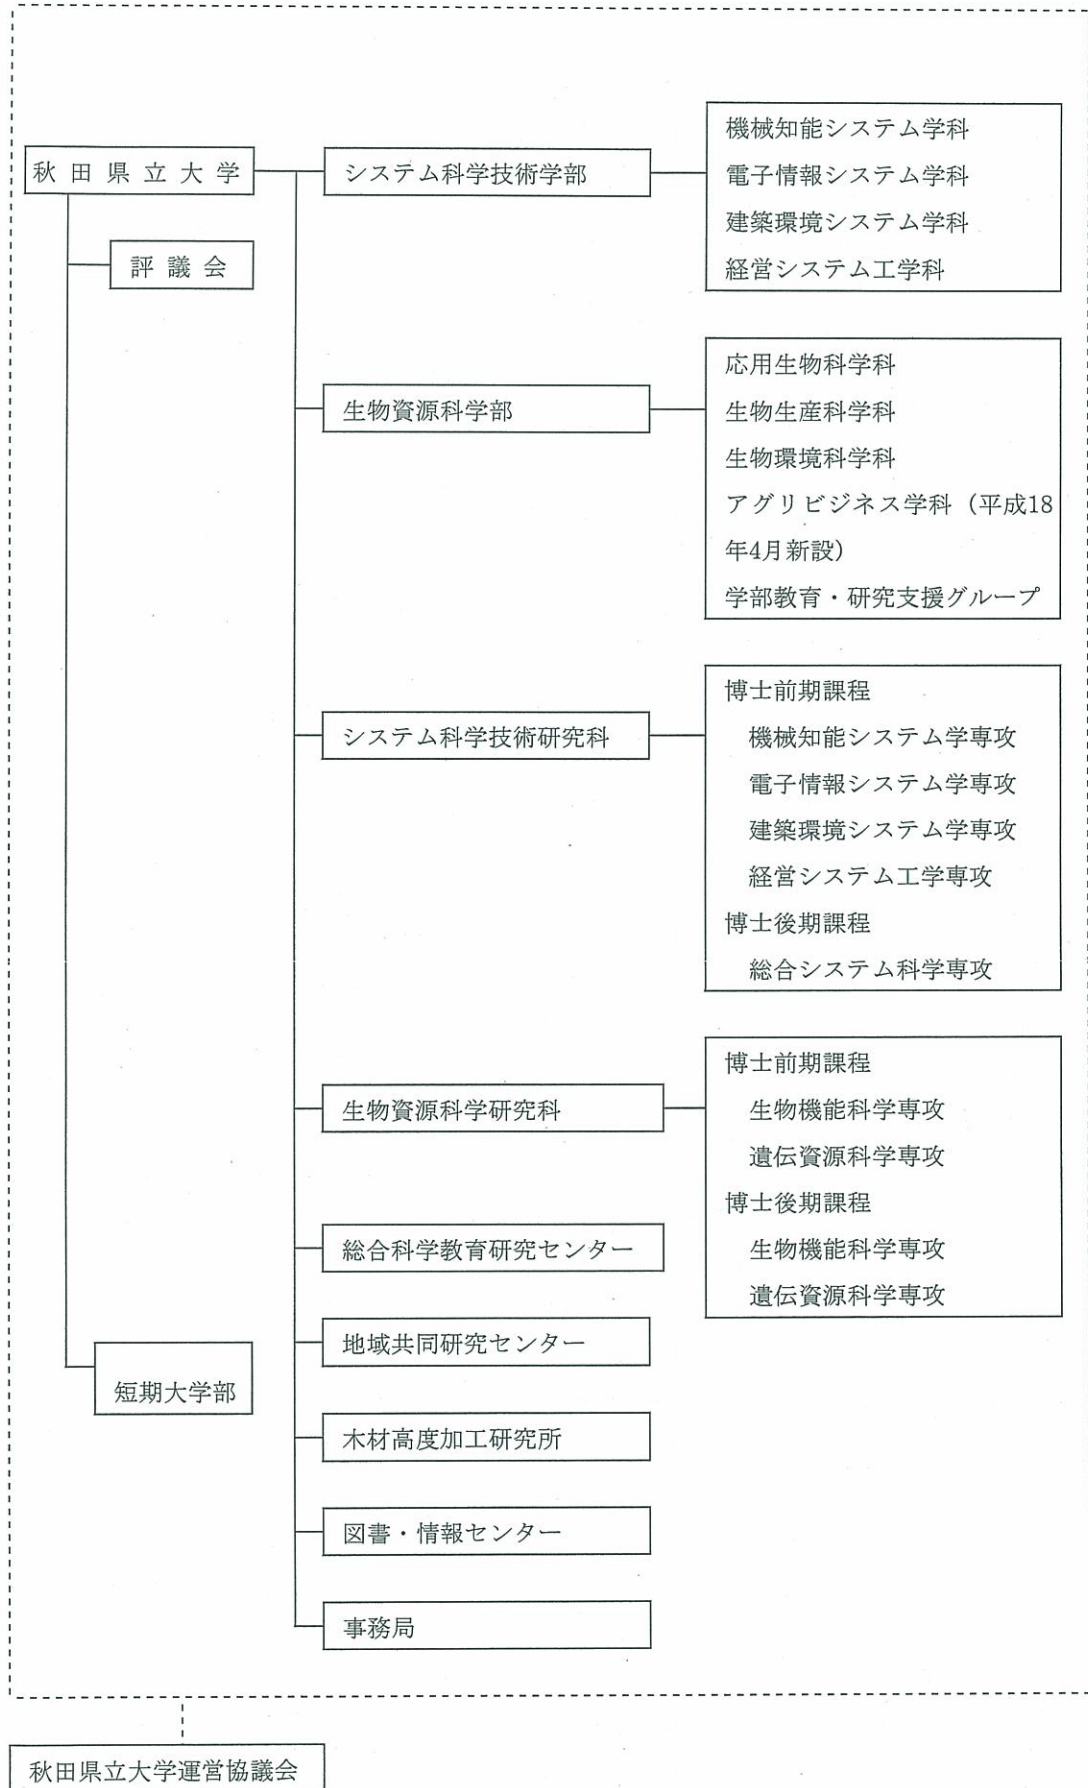 秋田県立大学
評議会
短期大学部
システム科学技術学部
機械知能システム学科
電子情報システム学科
建築環境システム学科
経営システム工学科
生物資源科学部
応用生物科学科
生物生産科学科
生物環境科学科
アグリビジネス学科（平成18
年4月新設）
学部教育・研究支援グループ
システム科学技術研究科
博士前期課程
機械知能システム学専攻
電子情報システム学専攻
建築環境システム学専攻
経営システム工学専攻
博士後期課程
総合システム科学専攻
生物資源科学研究科
博士前期課程
生物機能科学専攻
遺伝資源科学専攻
博士後期課程
生物機能科学専攻
遺伝資源科学専攻
総合科学教育研究センター
地域共同研究センター
木材高度加工研究所
図書・情報センター
事務局
秋田県立大学運営協議会